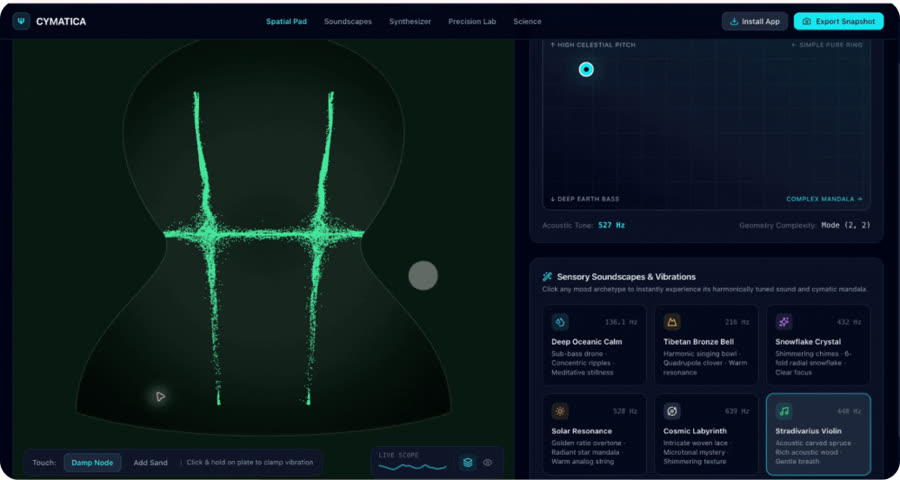 CYMATICA
Spatial Pad
Soundscapes
Synthesizer
Precision Lab
Science
Install App
Export Snapshot
↑ HIGH CELESTIAL PITCH
← SIMPLE PURE RING
↓ DEEP EARTH BASS
COMPLEX MANDALA →
Acoustic Tone: 527 Hz
Geometry Complexity: Mode (2, 2)
Sensory Soundscapes & Vibrations
Click any mood archetype to instantly experience its harmonically tuned sound and cymatic mandala.
136.1 Hz
Deep Oceanic Calm
Sub-bass drone ·
Concentric ripples ·
Meditative stillness
216 Hz
Tibetan Bronze Bell
Harmonic singing bowl ·
Quadrupole clover · Warm
resonance
432 Hz
Snowflake Crystal
Shimmering chimes · 6-
fold radial snowflake ·
Clear focus
528 Hz
Solar Resonance
Golden ratio overtone ·
Radiant star mandala ·
Warm analog string
639 Hz
Cosmic Labyrinth
Intricate woven lace ·
Microtonal mystery ·
Shimmering texture
440 Hz
Stradivarius Violin
Acoustic carved spruce ·
Rich acoustic wood ·
Gentle breath
Touch:
Damp Node
Add Sand
Click & hold on plate to clamp vibration
LIVE SCOPE